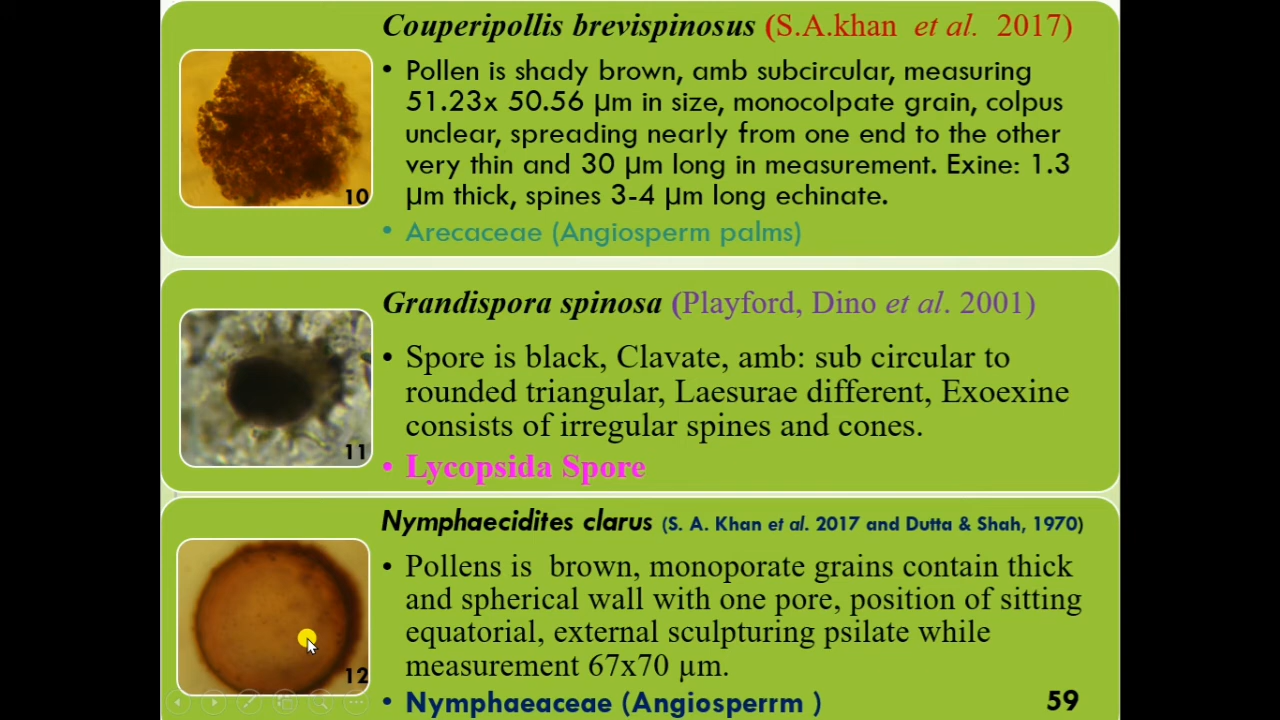 Couperipollis brevispinosus (S.A.khan et al. 2017)
• Pollen is shady brown, amb subcircular, measuring
51.23x 50.56 µm in size, monocolpate grain, colpus
unclear, spreading nearly from one end to the other
very thin and 30 µm long in measurement. Exine: 1.3
µm thick, spines 3-4 µm long echinate.
10
• Arecaceae (Angiosperm palms)
Grandispora spinosa (Playford, Dino et al. 2001)
• Spore is black, Clavate, amb: sub circular to
rounded triangular, Laesurae different, Exoexine
consists of irregular spines and cones.
11
• Lycopsida Spore
Nymphaecidites clarus (S. A. Khan et al. 2017 and Dutta & Shah, 1970)
• Pollens is brown, monoporate grains contain thick
and spherical wall with one pore, position of sitting
equatorial, external sculpturing psilate while
measurement 67x70 µm.
12
• Nymphaeaceae (Angiosperrm )
59